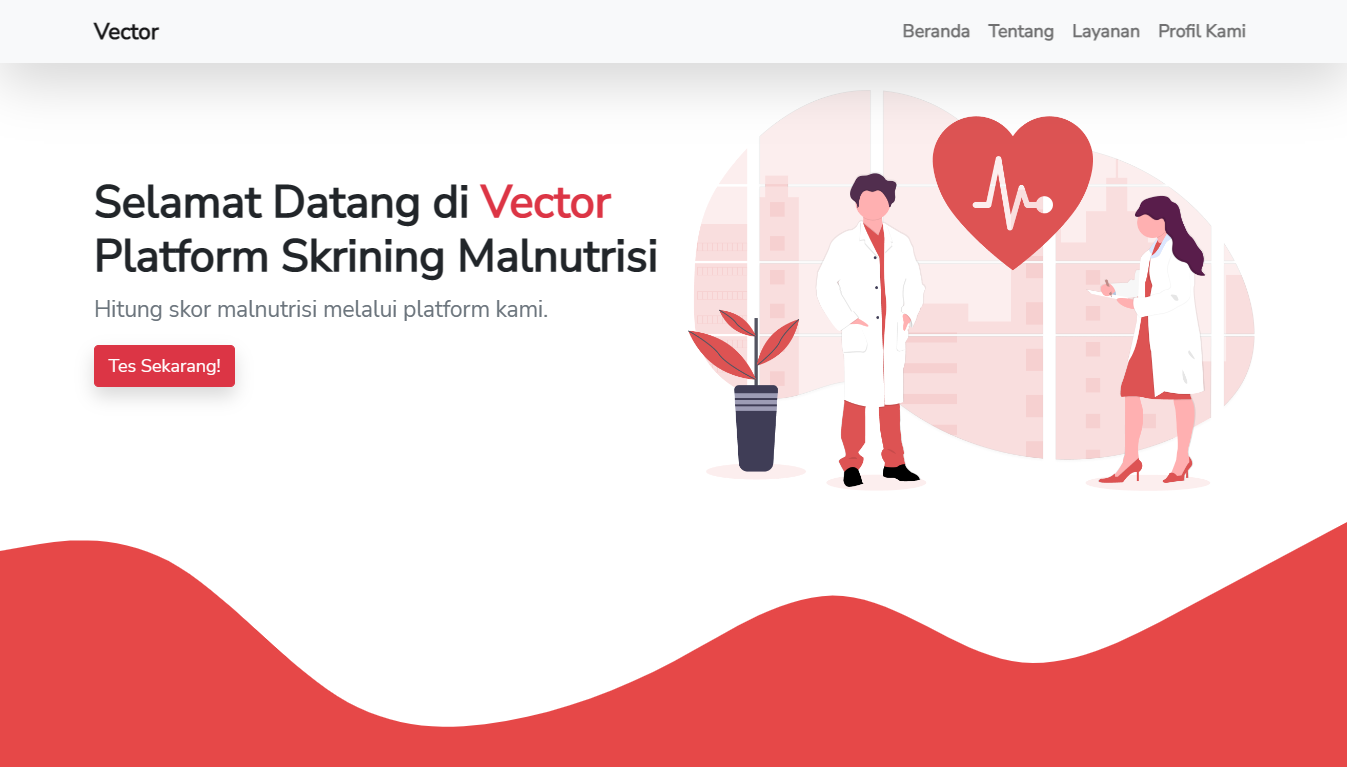 Vector
Beranda Tentang Layanan Profil Kami
Selamat Datang di Vector
Platform Skrining Malnutrisi
Hitung skor malnutrisi melalui platform kami.
Tes Sekarang!